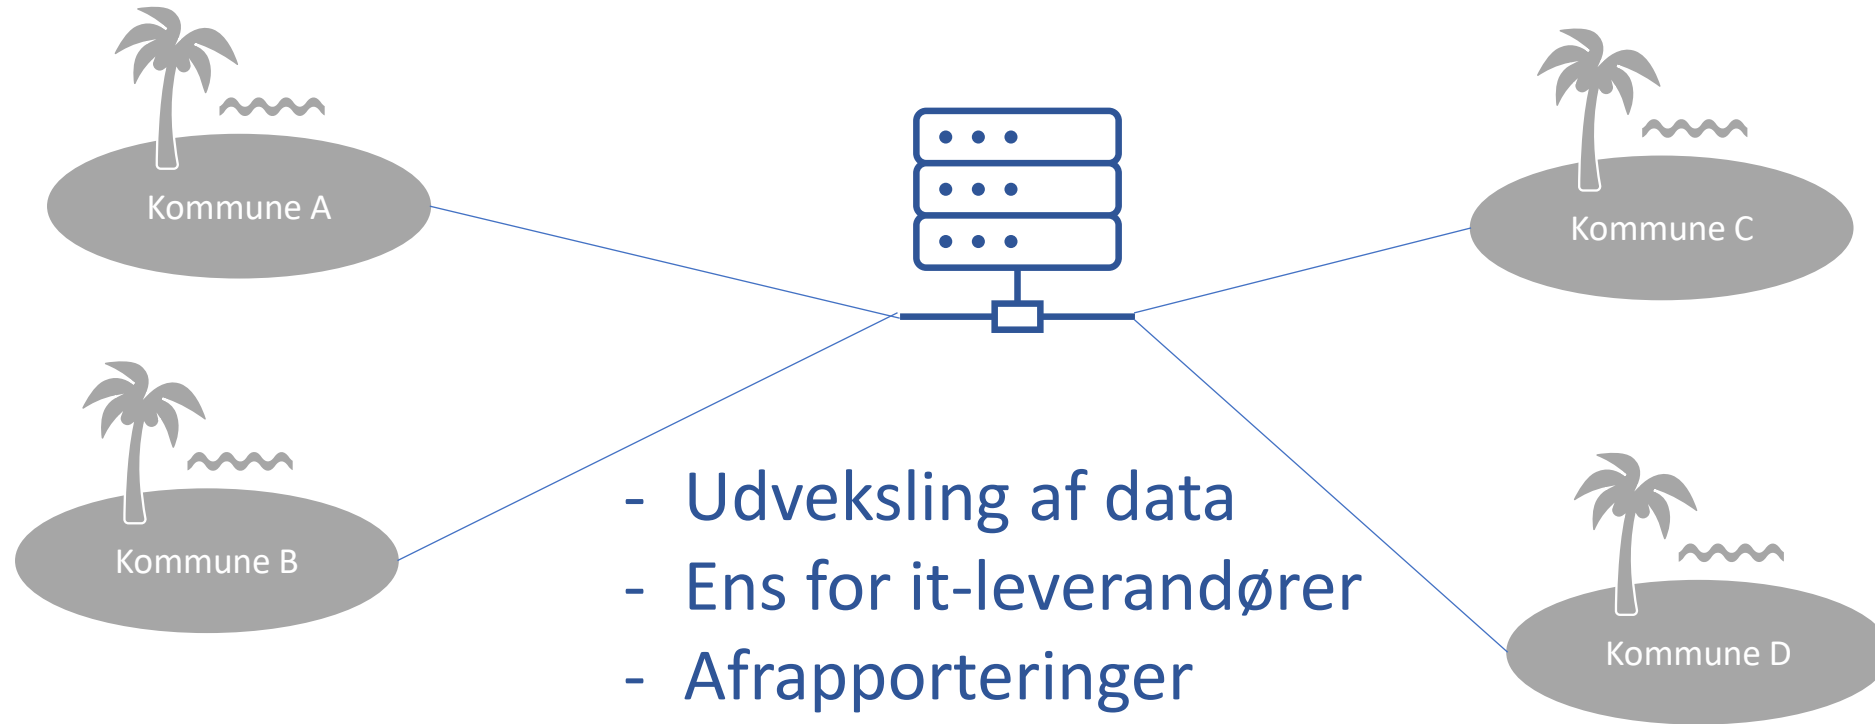 Kommune A
Kommune C
Kommune B
Kommune D
- Udveksling af data
- Ens for it-leverandører
- Afrapporteringer